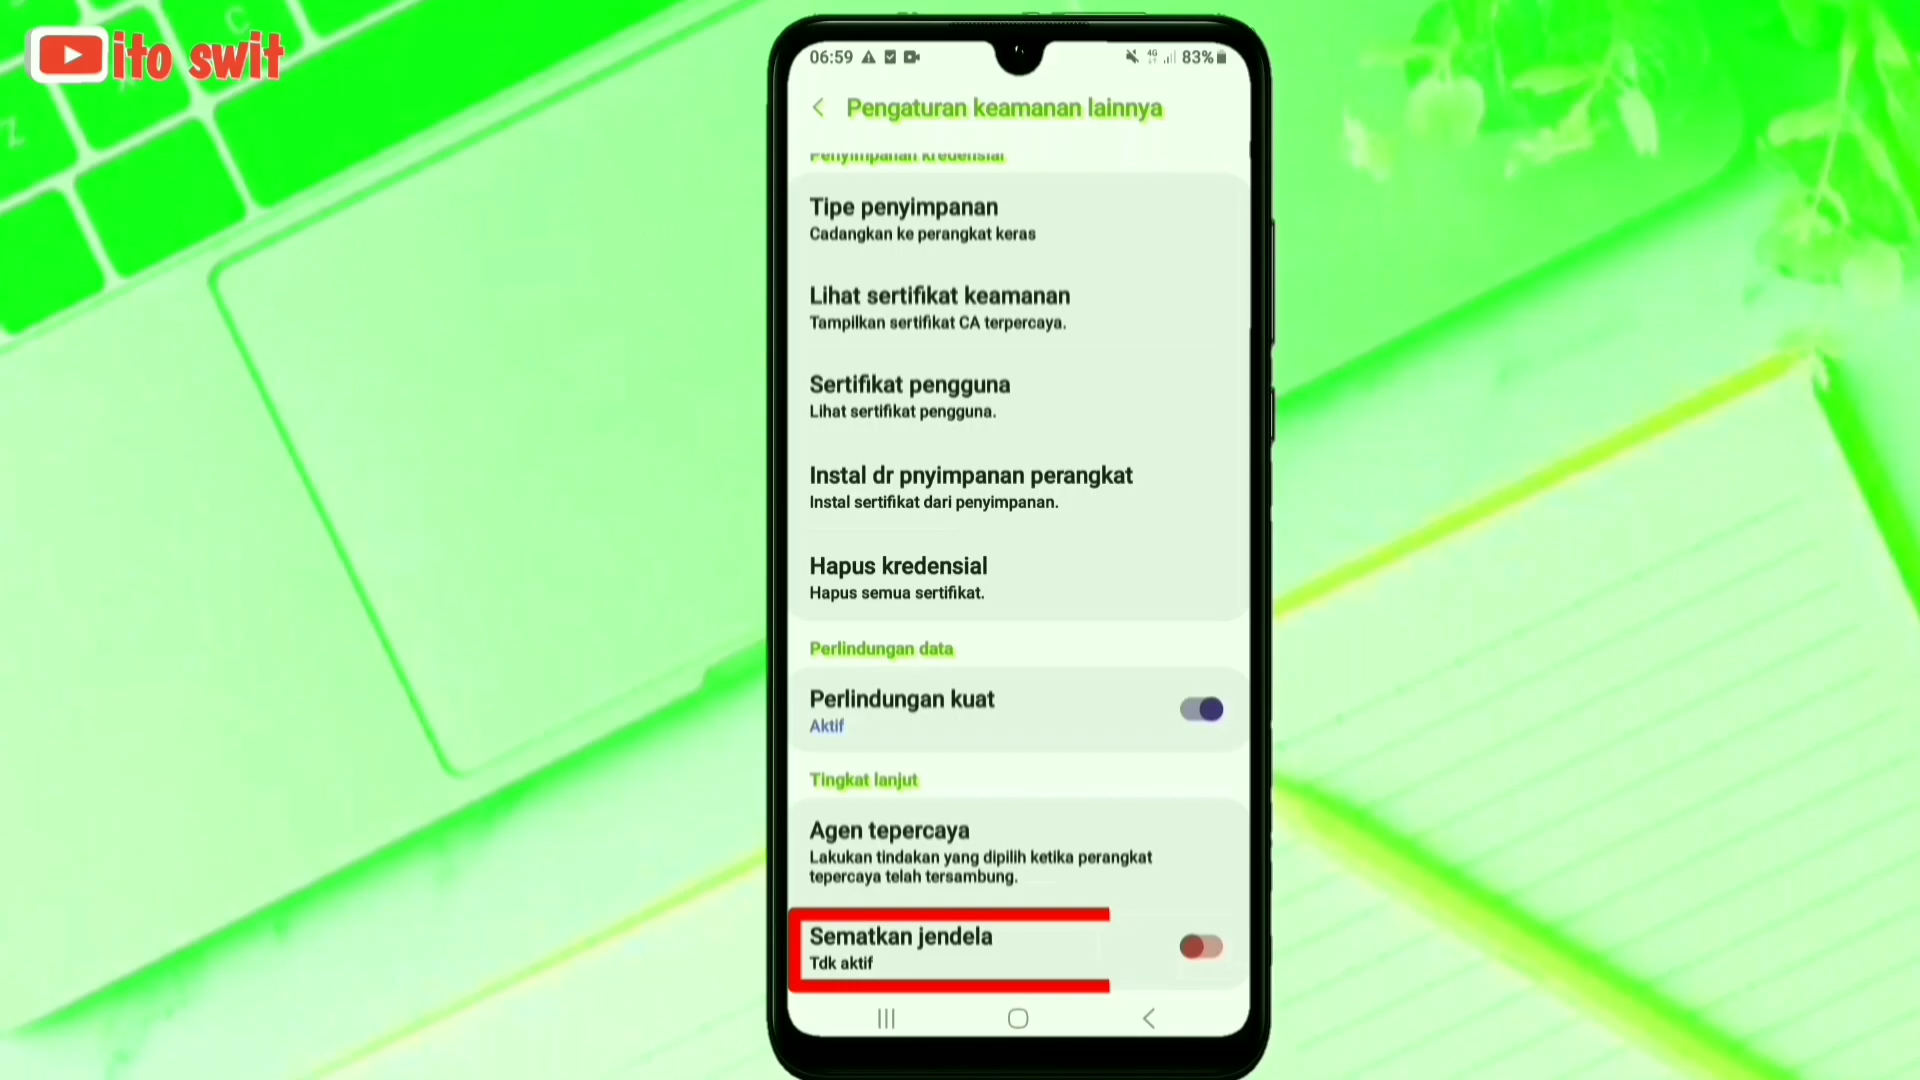 ito swit
06:59
4G
83%
Pengaturan keamanan lainnya
Penyimpanan kredensial
Tipe penyimpanan
Cadangkan ke perangkat keras
Lihat sertifikat keamanan
Tampilkan sertifikat CA terpercaya.
Sertifikat pengguna
Lihat sertifikat pengguna.
Instal dr pnyimpanan perangkat
Instal sertifikat dari penyimpanan.
Hapus kredensial
Hapus semua sertifikat.
Perlindungan data
Perlindungan kuat
Aktif
Tingkat lanjut
Agen tepercaya
Lakukan tindakan yang dipilih ketika perangkat
tepercaya telah tersambung.
Sematkan jendela
Tdk aktif